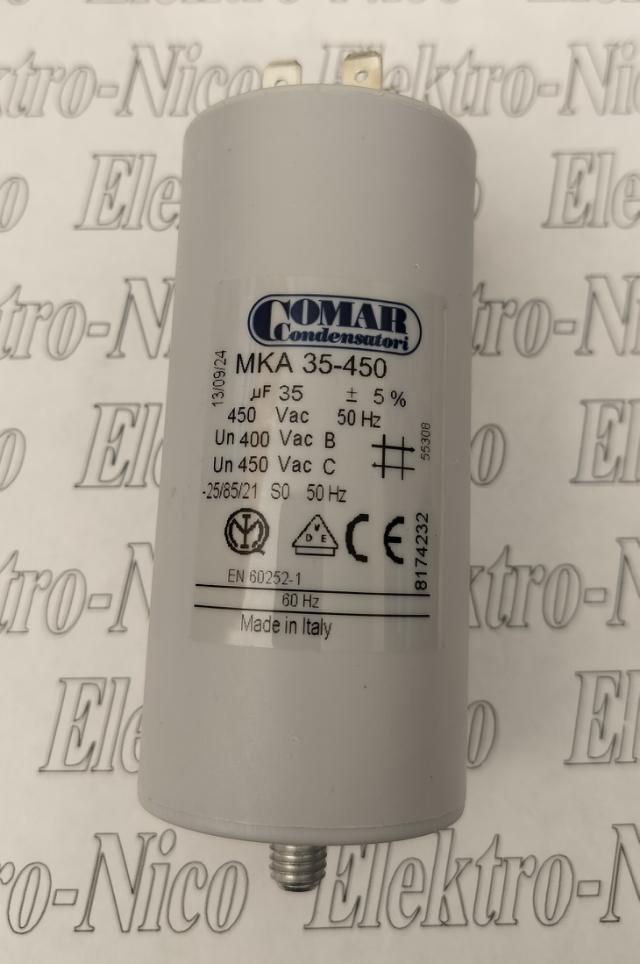 COMAR
Condensatori
MKA 35-450
13/09/24
µF 35 ± 5 %
450 Vac 50 Hz
Un 400 Vac B
Un 450 Vac C
55308
-25/85/21 S0 50 Hz
VDE
CE
8174232
EN 60252-1
60 Hz
Made in Italy
Elektro-Nico